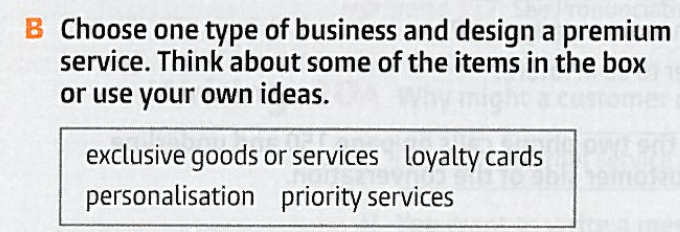 B Choose one type of business and design a premium
service. Think about some of the items in the box
or use your own ideas.
exclusive goods or services loyalty cards
personalisation priority services